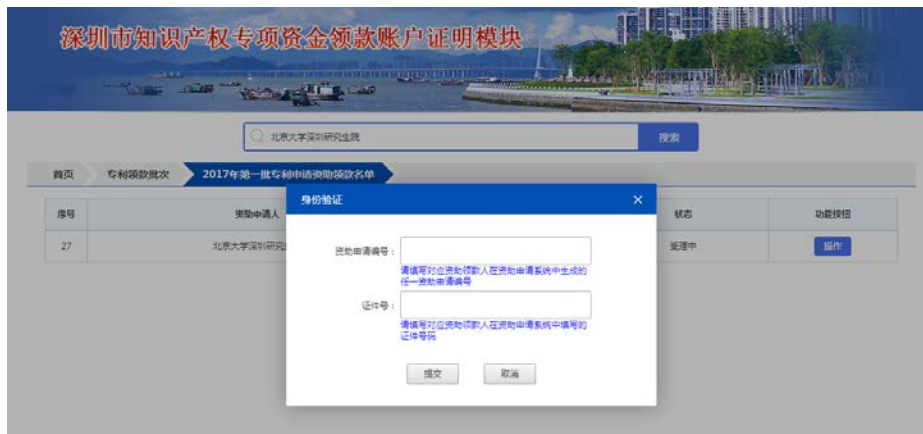 深圳市知识产权专项资金领款账户证明模块
北京大学深圳研究生院 搜索
首页 专利领款批次 2017年第一批专利申请资助领款名单
身份验证 ×
序号 资助申请人 状态 功能按钮
27 北京大学深圳研究 受理中 操作
资助申请编号：
请填写对应资助领款人在资助申请系统中生成的
任一资助申请编号
证件号：
请填写对应资助领款人在资助申请系统中填写的
证件号码
提交 取消